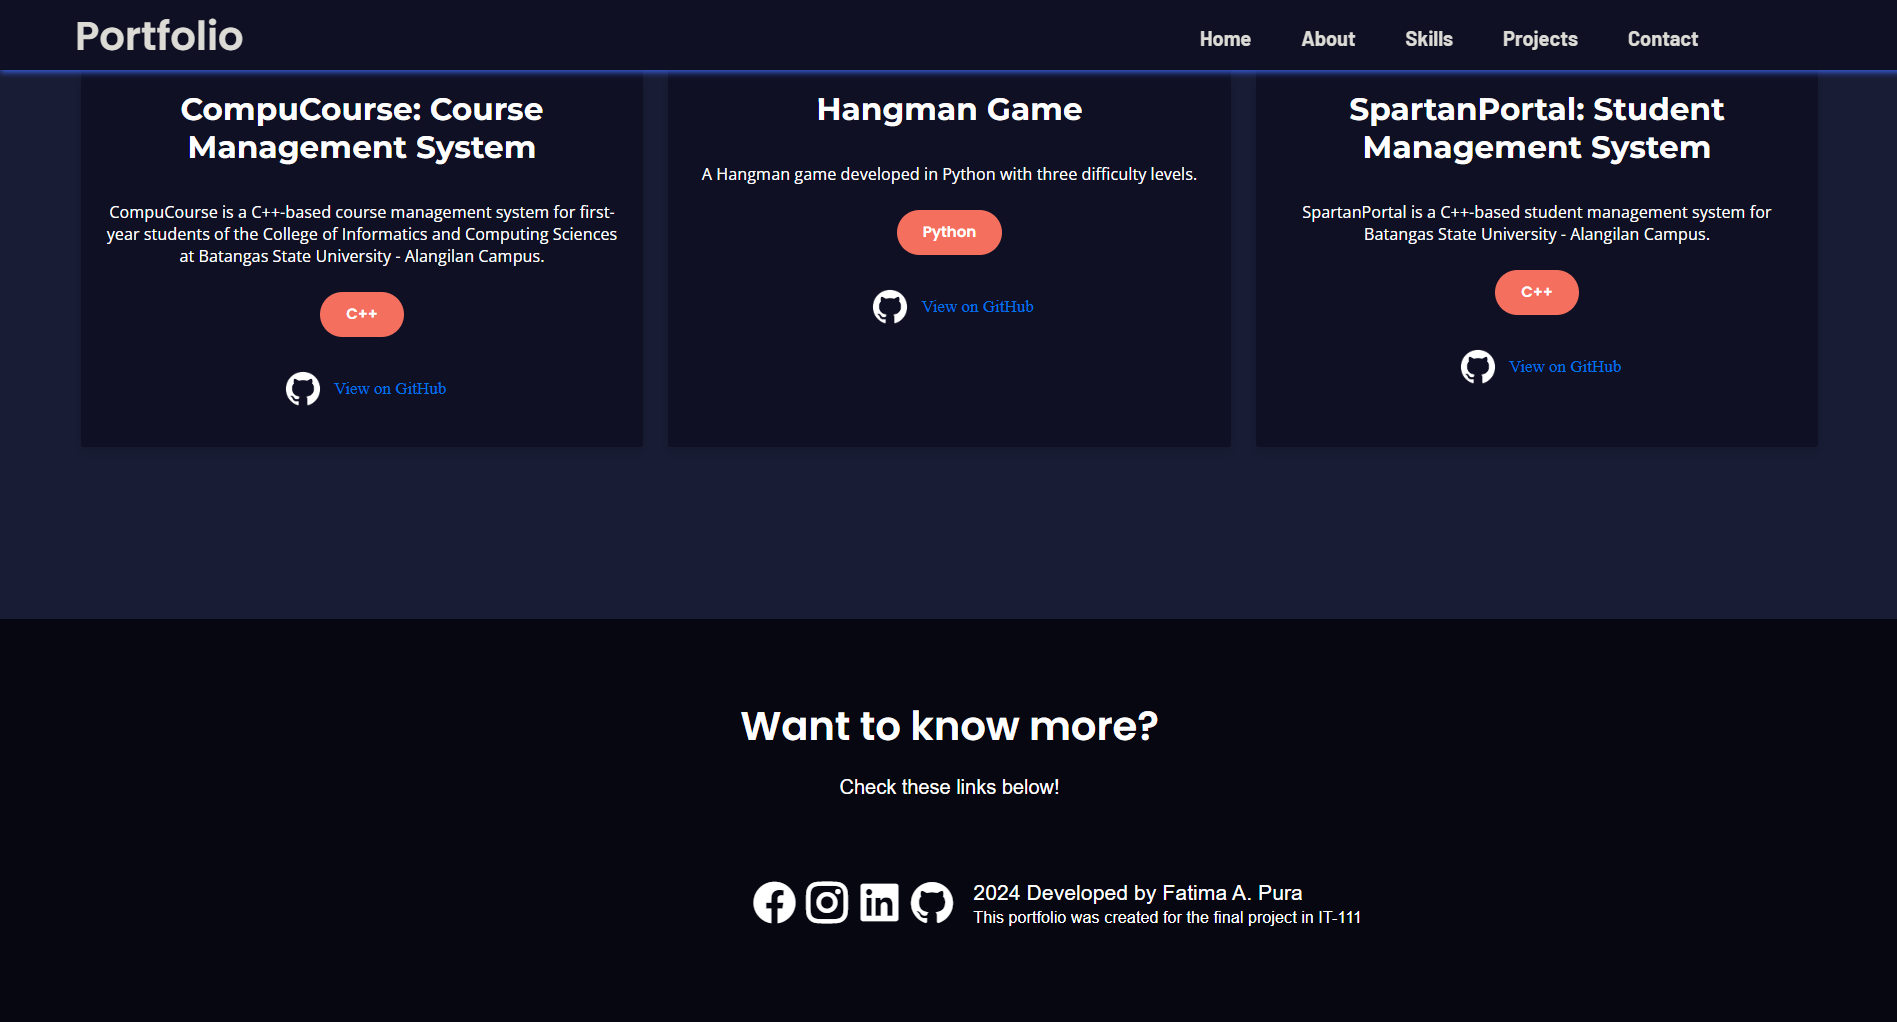 Portfolio
Home
About
Skills
Projects
Contact
CompuCourse: Course
Management System
CompuCourse is a C++-based course management system for first-
year students of the College of Informatics and Computing Sciences
at Batangas State University - Alangilan Campus.
C++
View on GitHub
Hangman Game
A Hangman game developed in Python with three difficulty levels.
Python
View on GitHub
SpartanPortal: Student
Management System
SpartanPortal is a C++-based student management system for
Batangas State University - Alangilan Campus.
C++
View on GitHub
Want to know more?
Check these links below!
2024 Developed by Fatima A. Pura
This portfolio was created for the final project in IT-111